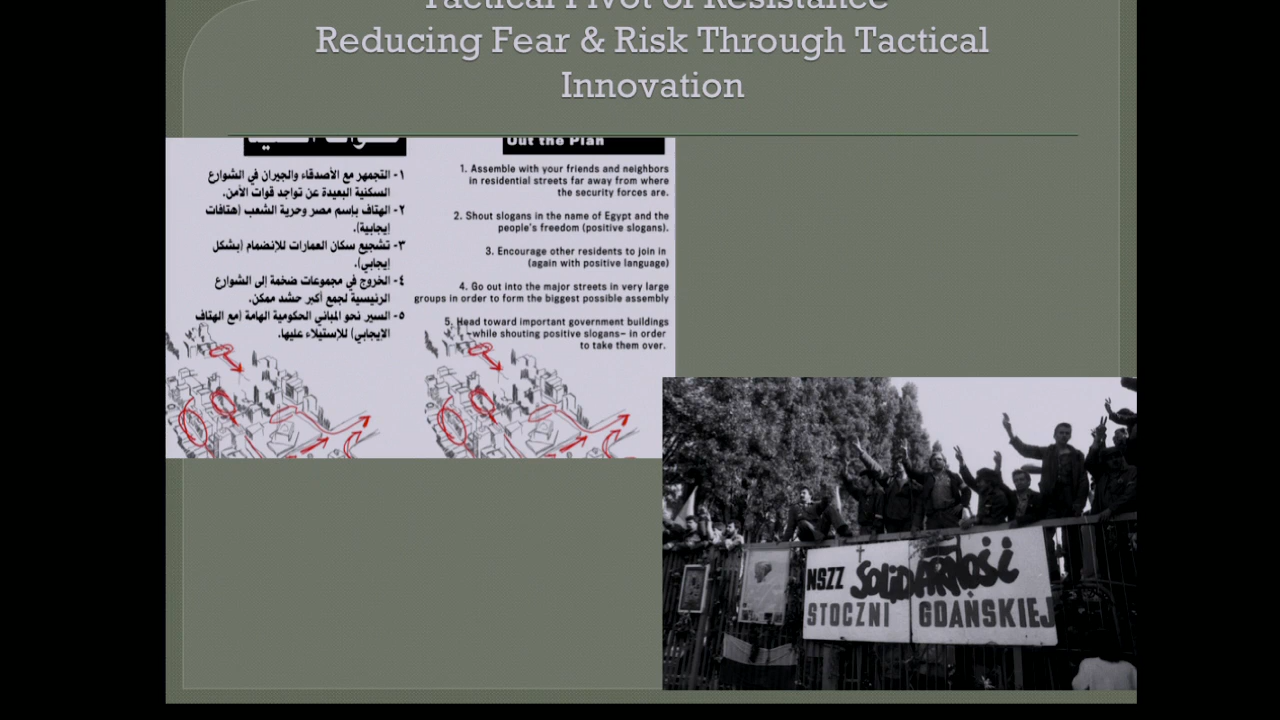 Tactical Pivot of Resistance
Reducing Fear & Risk Through Tactical
Innovation
١- التجمهر مع الأصدقاء والجيران في الشوارع
السكنية البعيدة عن تواجد قوات الأمن.
٢- الهتاف بإسم مصر وحرية الشعب (هتافات
إيجابية).
٣- تشجيع سكان العمارات للإنضمام (بشكل
إيجابي).
٤- الخروج في مجموعات ضخمة إلى الشوارع
الرئيسية لجمع أكبر حشد ممكن.
٥- السير نحو المباني الحكومية الهامة (مع الهتاف
الإيجابي) للإستيلاء عليها.
Out the Plan
1. Assemble with your friends and neighbors
in residential streets far away from where
the security forces are.
2. Shout slogans in the name of Egypt and the
people's freedom (positive slogans).
3. Encourage other residents to join in
(again with positive language)
4. Go out into the major streets in very large
groups in order to form the biggest possible assembly
5. Head toward important government buildings
–while shouting positive slogans– in order
to take them over.
NSZZ SOLIDARNOŚĆ
STOCZNI GDAŃSKIEJ